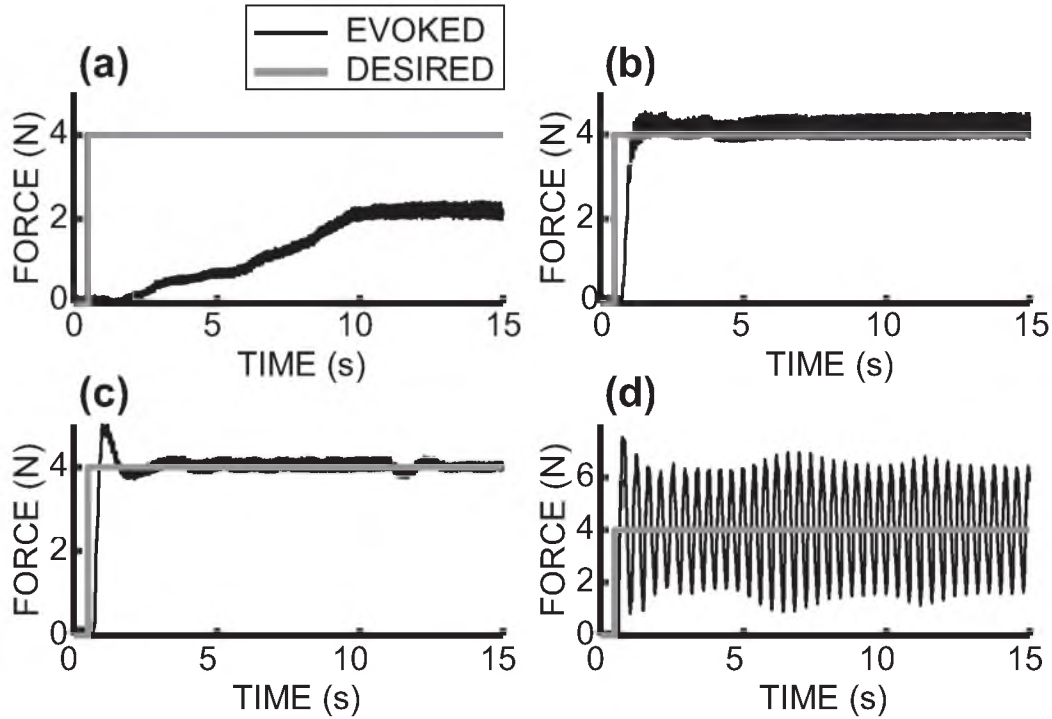 EVOKED
DESIRED
(a)
FORCE (N)
4
2
0
0 5 10 15
TIME (s)
(b)
FORCE (N)
4
2
0
0 5 10 15
TIME (s)
(c)
FORCE (N)
4
2
0
0 5 10 15
TIME (s)
(d)
FORCE (N)
6
4
2
0
0 5 10 15
TIME (s)